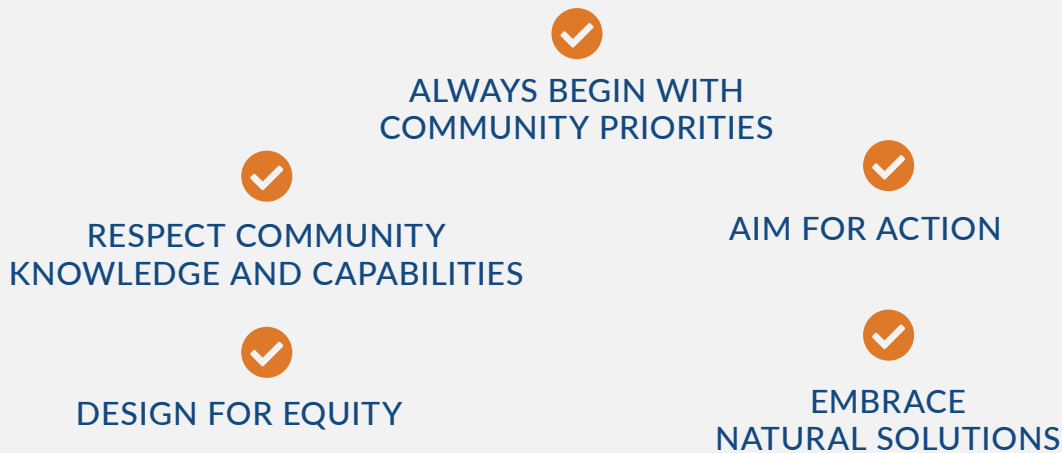 ALWAYS BEGIN WITH
COMMUNITY PRIORITIES
RESPECT COMMUNITY
KNOWLEDGE AND CAPABILITIES
AIM FOR ACTION
DESIGN FOR EQUITY
EMBRACE
NATURAL SOLUTIONS